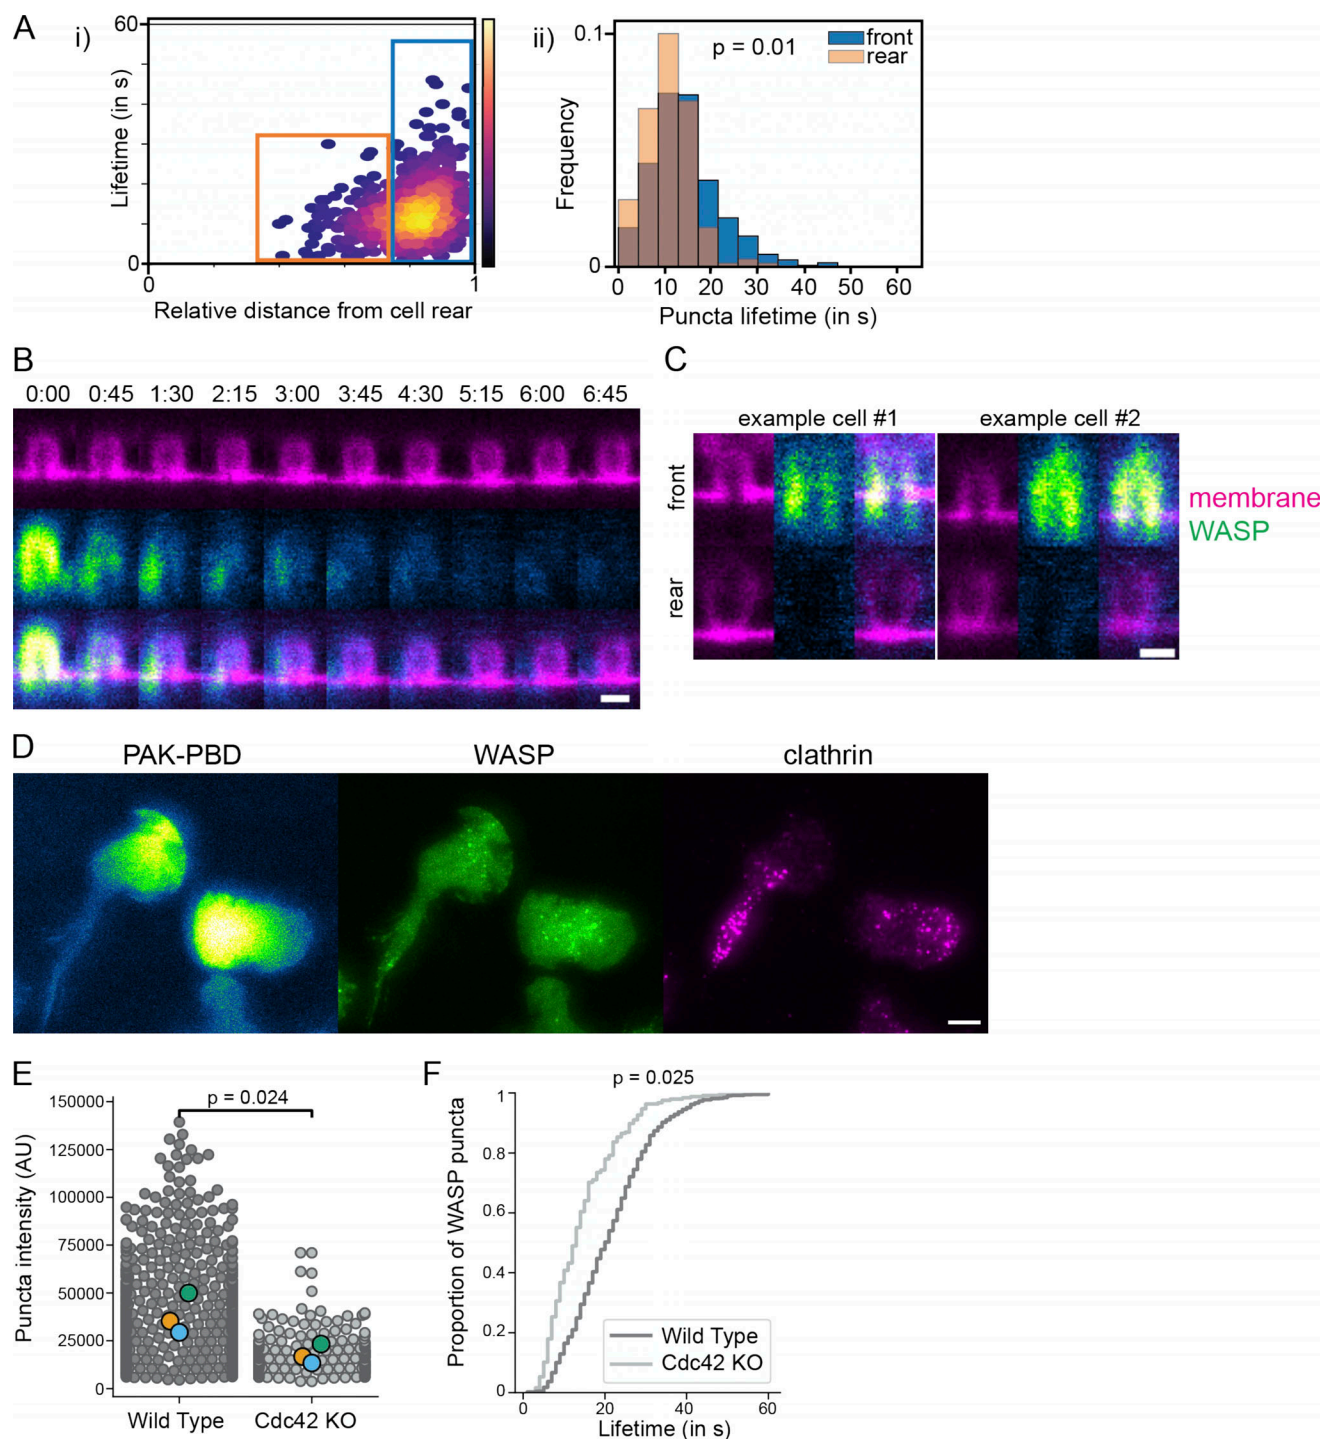 A
i)
60
Lifetime (in s)
0
0
1
Relative distance from cell rear
ii)
0.1
p = 0.01
front
rear
Frequency
0
0 10 20 30 40 50 60
Puncta lifetime (in s)
B
0:00 0:45 1:30 2:15 3:00 3:45 4:30 5:15 6:00 6:45
C
example cell #1 example cell #2
front
rear
membrane
WASP
D
PAK-PBD WASP clathrin
E
p = 0.024
150000
125000
100000
75000
50000
25000
0
Puncta intensity (AU)
Wild Type Cdc42 KO
F
p = 0.025
1
0.8
0.6
0.4
0.2
0
Proportion of WASP puncta
Wild Type
Cdc42 KO
0 20 40 60
Lifetime (in s)